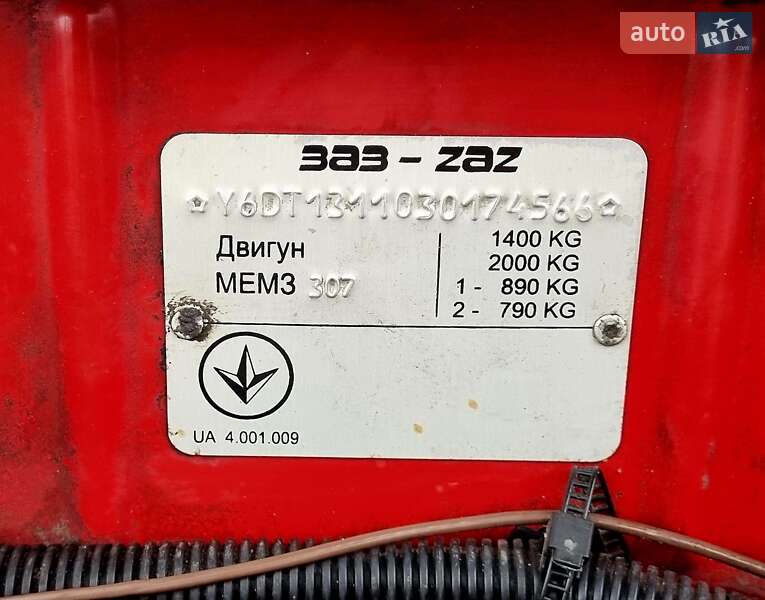 auto RIA.com
ЗАЗ - ZAZ
Y6DT1311030174566
Двигун
МЕМЗ 307
1400 KG
2000 KG
1 - 890 KG
2 - 790 KG
UA 4.001.009